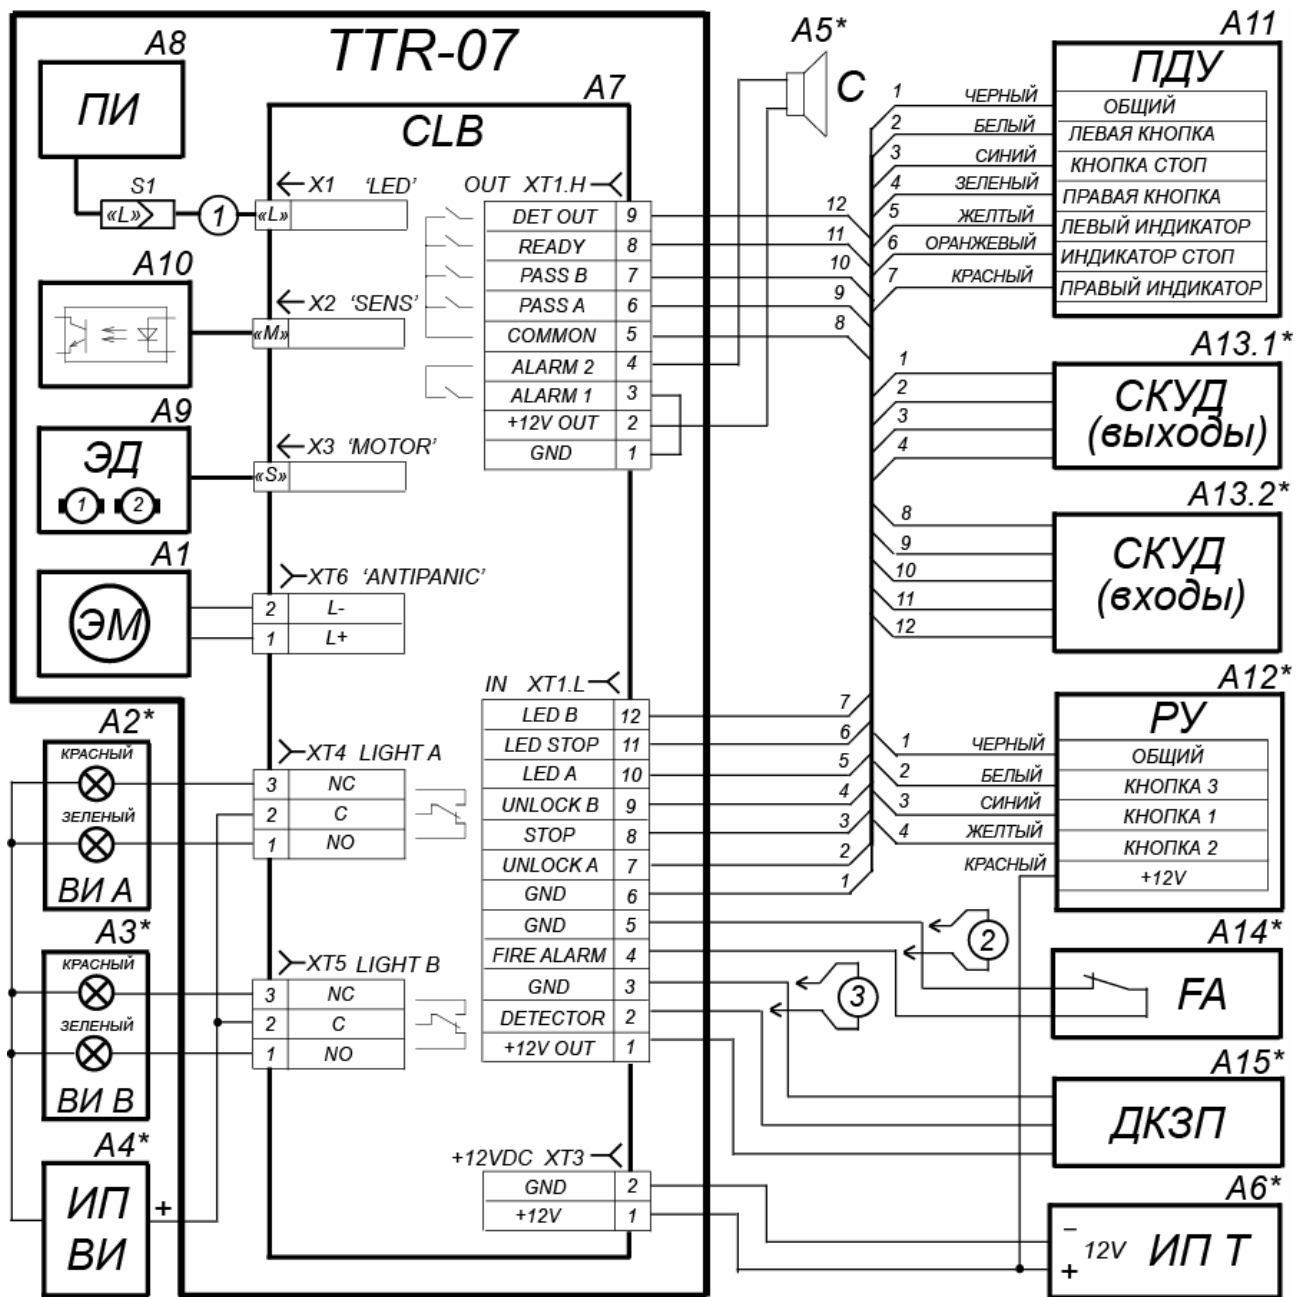 TTR-07
A8
ПИ
S1
«L»
1
A10
A9
ЭД
1 2
A1
ЭМ
A7
CLB
X1 'LED'
«L»
X2 'SENS'
«M»
X3 'MOTOR'
«S»
XT6 'ANTIPANIC'
2 L-
1 L+
XT4 LIGHT A
3 NC
2 C
1 NO
XT5 LIGHT B
3 NC
2 C
1 NO
OUT XT1.H
DET OUT 9
READY 8
PASS B 7
PASS A 6
COMMON 5
ALARM 2 4
ALARM 1 3
+12V OUT 2
GND 1
IN XT1.L
LED B 12
LED STOP 11
LED A 10
UNLOCK B 9
STOP 8
UNLOCK A 7
GND 6
GND 5
FIRE ALARM 4
GND 3
DETECTOR 2
+12V OUT 1
+12VDC XT3
GND 2
+12V 1
A2*
КРАСНЫЙ
ЗЕЛЕНЫЙ
ВИ А
A3*
КРАСНЫЙ
ЗЕЛЕНЫЙ
ВИ В
A4*
ИП
ВИ
+
A5*
С
12
11
10
9
8
7
6
5
4
3
2
1
2
3
A11
ПДУ
1 ЧЕРНЫЙ ОБЩИЙ
2 БЕЛЫЙ ЛЕВАЯ КНОПКА
3 СИНИЙ КНОПКА СТОП
4 ЗЕЛЕНЫЙ ПРАВАЯ КНОПКА
5 ЖЕЛТЫЙ ЛЕВЫЙ ИНДИКАТОР
6 ОРАНЖЕВЫЙ ИНДИКАТОР СТОП
7 КРАСНЫЙ ПРАВЫЙ ИНДИКАТОР
A13.1*
1
2
3
4
СКУД
(выходы)
A13.2*
8
9
10
11
12
СКУД
(входы)
A12*
РУ
1 ЧЕРНЫЙ ОБЩИЙ
2 БЕЛЫЙ КНОПКА 3
3 СИНИЙ КНОПКА 1
4 ЖЕЛТЫЙ КНОПКА 2
КРАСНЫЙ +12V
A14*
FA
A15*
ДКЗП
A6*
− 12V ИП Т
+